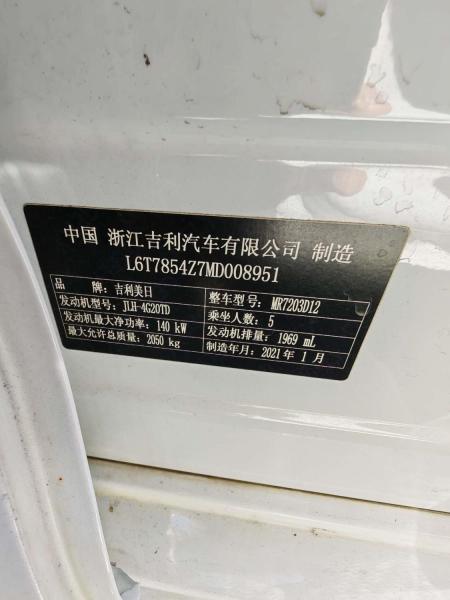 中国 浙江吉利汽车有限公司 制造
L6T7854Z7MD008951
品 牌：吉利美日
整车型号：MR7203D12
发动机型号：JLH-4G20TD
乘坐人数：5
发动机最大净功率：140 kW
发动机排量：1969 mL
最大允许总质量：2050 kg
制造年月：2021 年 1 月